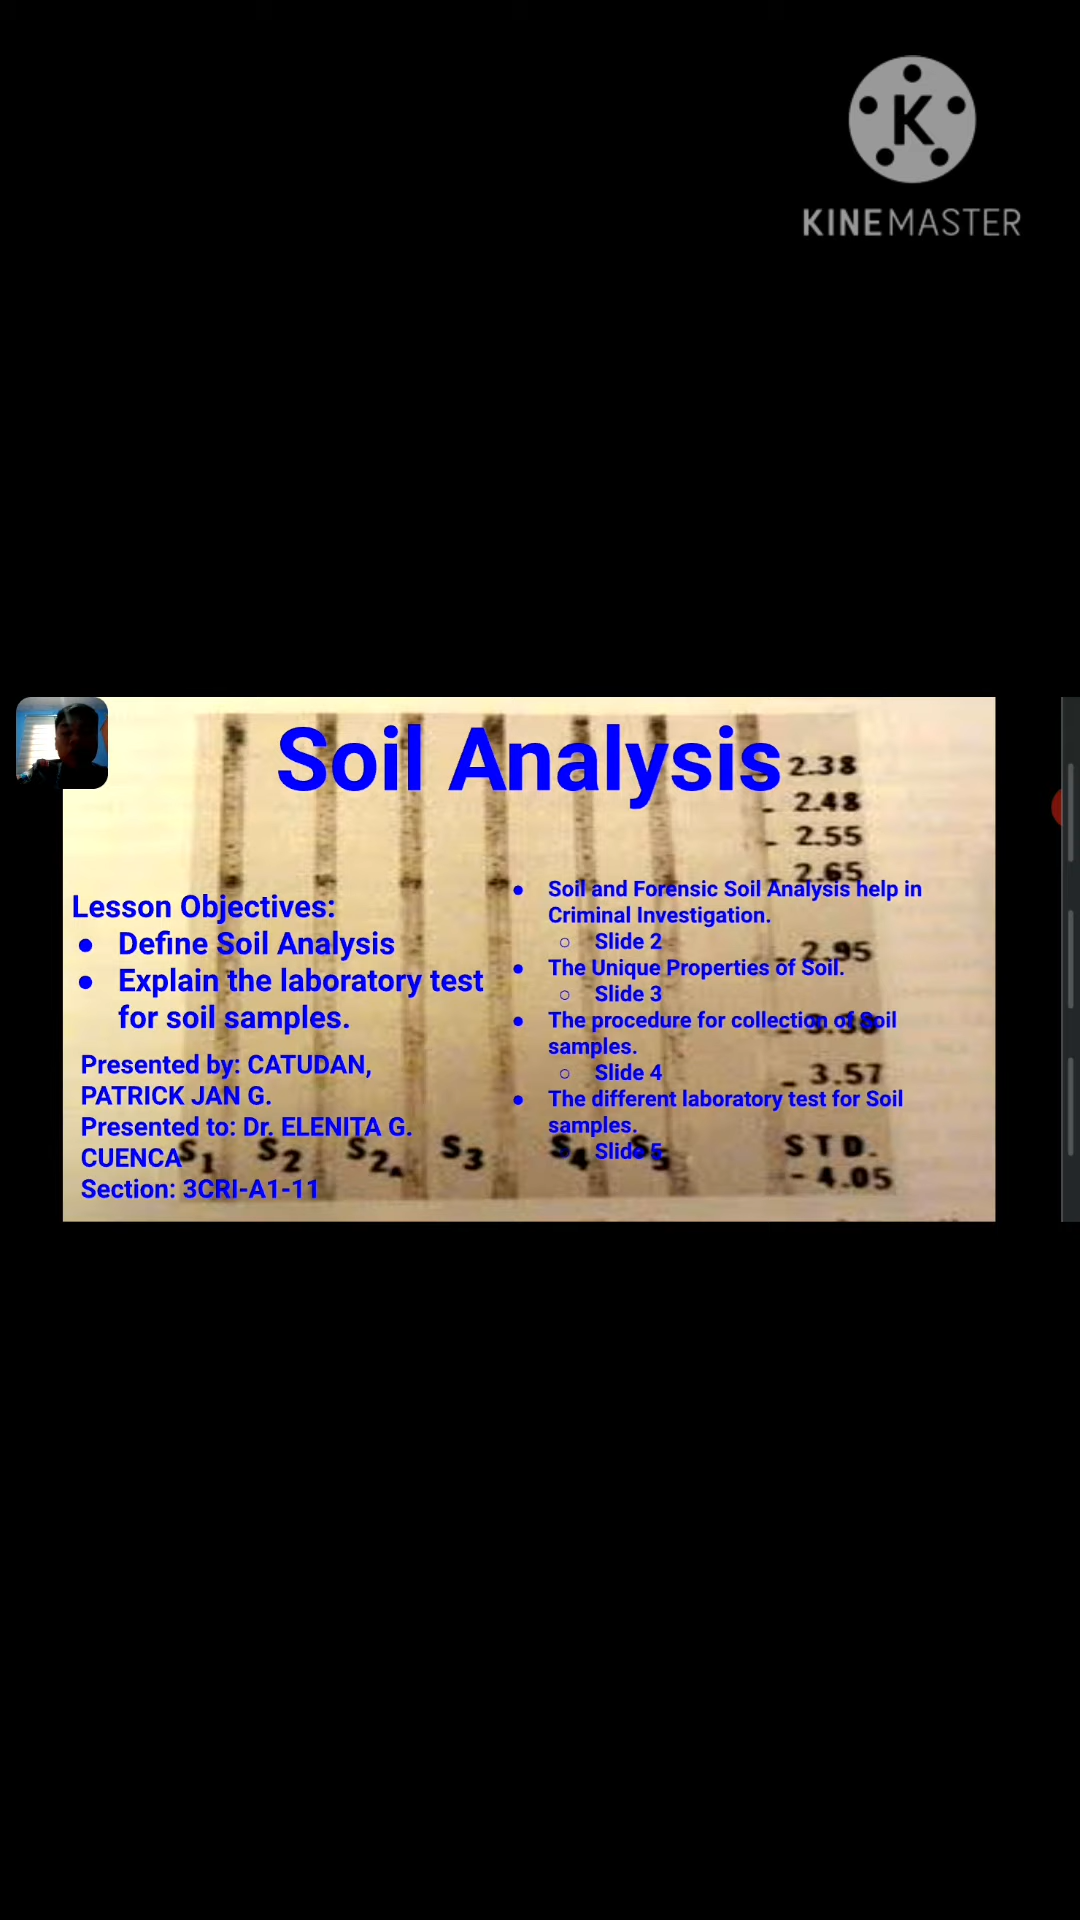 KINEMASTER
Soil Analysis
2.38
- 2.48
- 2.55
- 2.65
- 2.95
- 3.57
Lesson Objectives:
● Define Soil Analysis
● Explain the laboratory test
for soil samples.
Presented by: CATUDAN,
PATRICK JAN G.
Presented to: Dr. ELENITA G.
CUENCA
Section: 3CRI-A1-11
● Soil and Forensic Soil Analysis help in
Criminal Investigation.
○ Slide 2
● The Unique Properties of Soil.
○ Slide 3
● The procedure for collection of Soil
samples.
○ Slide 4
● The different laboratory test for Soil
samples.
○ Slide 5
S1 S2 S2A S3 S4 S5 STD.
- 4.05